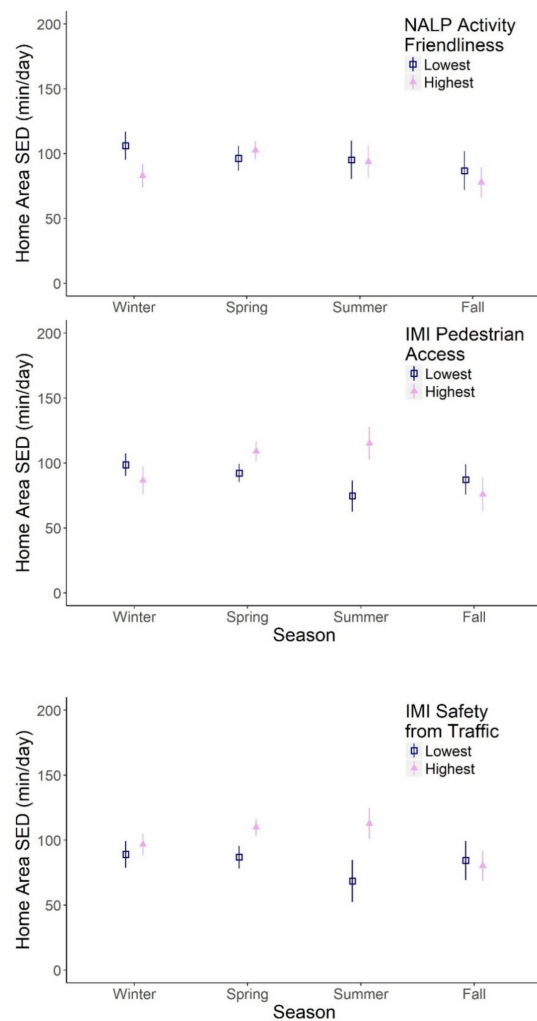 NALP Activity
Friendliness
Lowest
Highest
Home Area SED (min/day)
200
150
100
50
0
Winter Spring Summer Fall
IMI Pedestrian
Access
Lowest
Highest
Home Area SED (min/day)
200
150
100
50
0
Winter Spring Summer Fall
Season
IMI Safety
from Traffic
Lowest
Highest
Home Area SED (min/day)
200
150
100
50
0
Winter Spring Summer Fall
Season